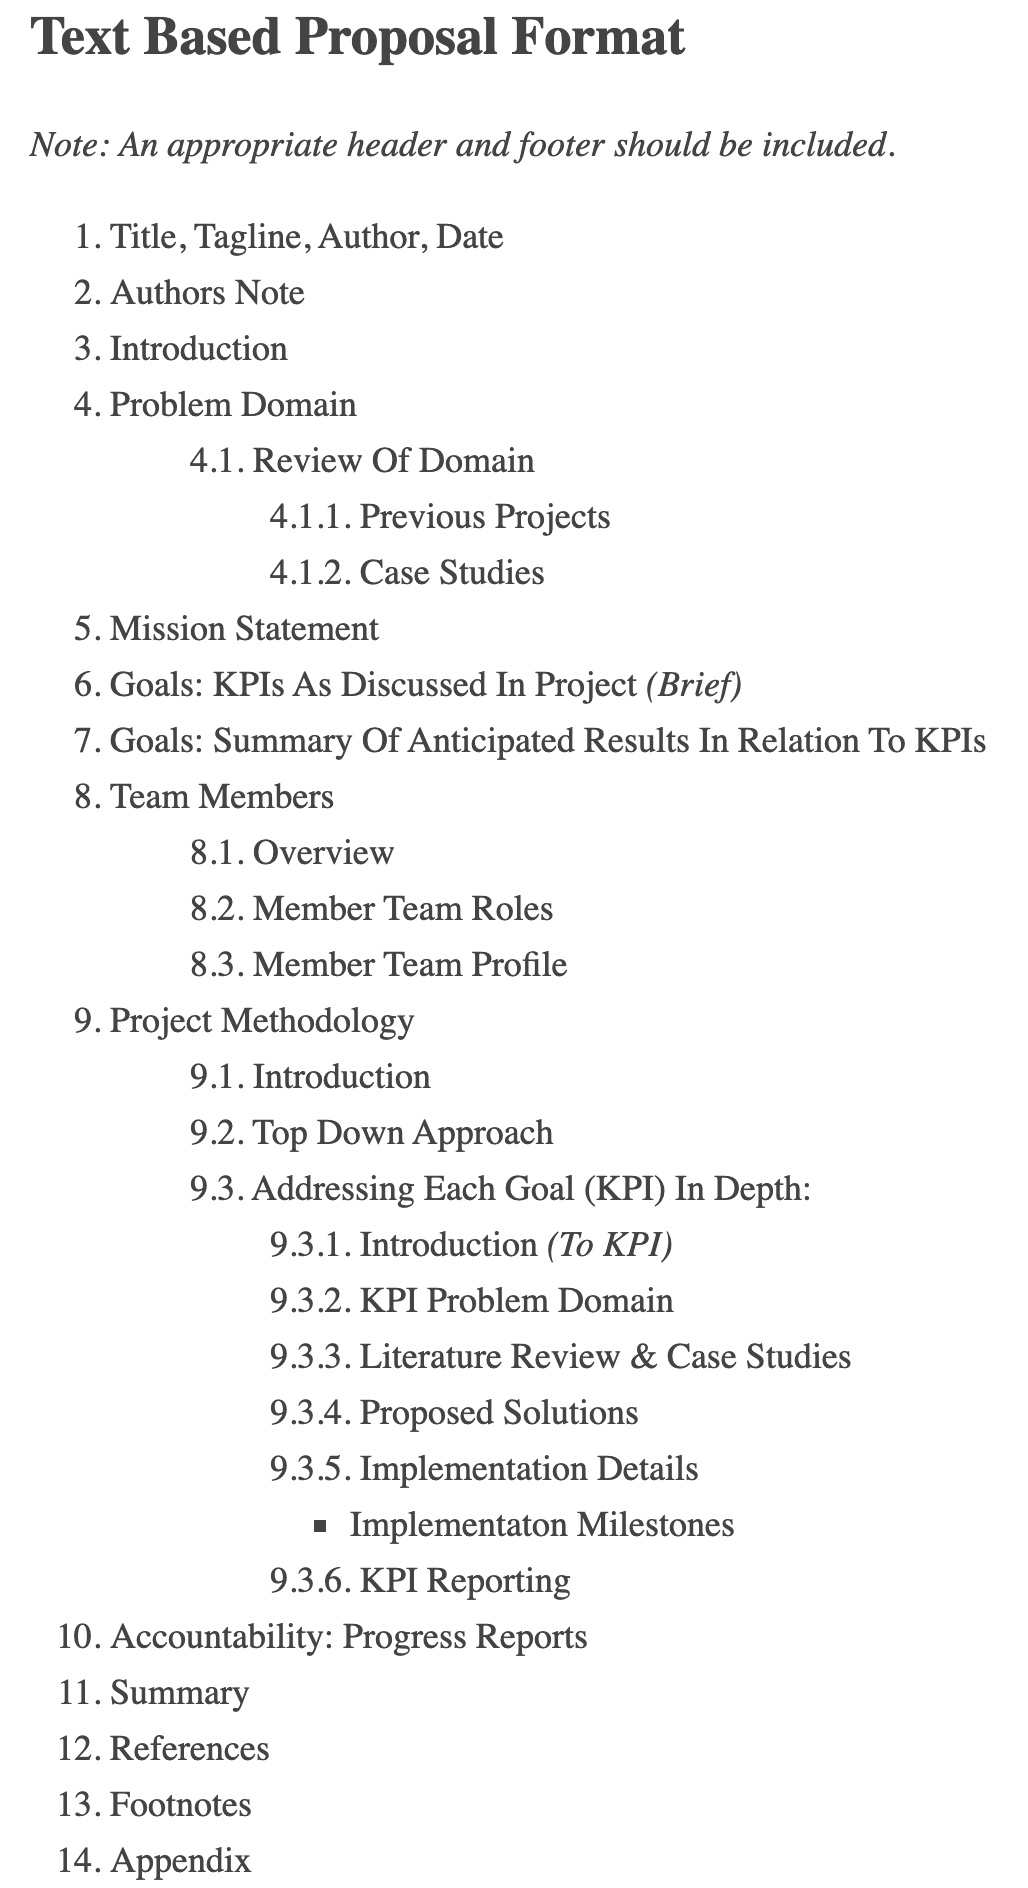 Text Based Proposal Format
Note: An appropriate header and footer should be included.
1. Title, Tagline, Author, Date
2. Authors Note
3. Introduction
4. Problem Domain
4.1. Review Of Domain
4.1.1. Previous Projects
4.1.2. Case Studies
5. Mission Statement
6. Goals: KPIs As Discussed In Project (Brief)
7. Goals: Summary Of Anticipated Results In Relation To KPIs
8. Team Members
8.1. Overview
8.2. Member Team Roles
8.3. Member Team Profile
9. Project Methodology
9.1. Introduction
9.2. Top Down Approach
9.3. Addressing Each Goal (KPI) In Depth:
9.3.1. Introduction (To KPI)
9.3.2. KPI Problem Domain
9.3.3. Literature Review & Case Studies
9.3.4. Proposed Solutions
9.3.5. Implementation Details
▪ Implementaton Milestones
9.3.6. KPI Reporting
10. Accountability: Progress Reports
11. Summary
12. References
13. Footnotes
14. Appendix